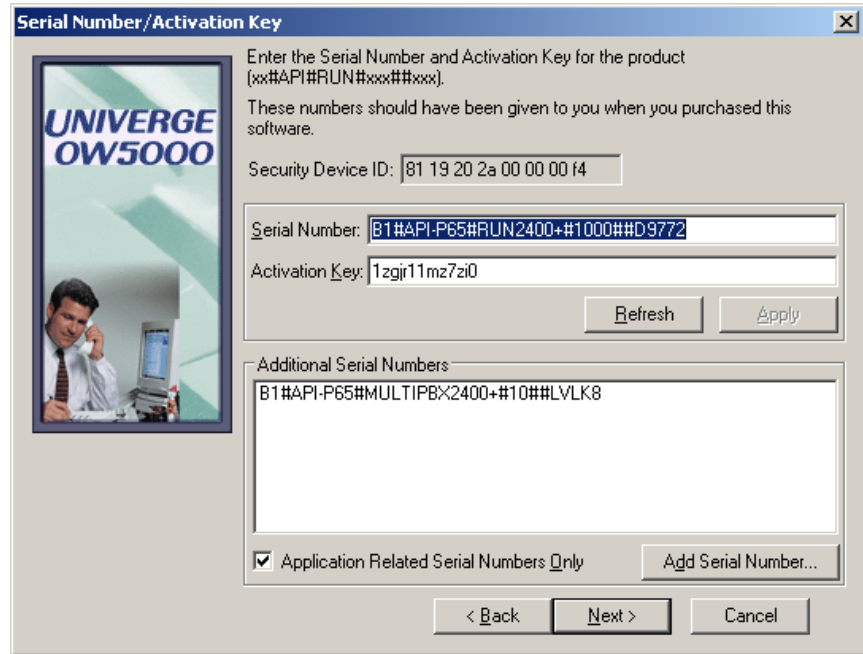 Serial Number/Activation Key
Enter the Serial Number and Activation Key for the product
(xx#API#RUN#xxx##xxx).
These numbers should have been given to you when you purchased this
software.
UNIVERGE
OW5000
Security Device ID: 81 19 20 2a 00 00 00 f4
Serial Number: B1#API-P65#RUN2400+#1000##D9772
Activation Key: 1zgjr11mz7zi0
Refresh
Apply
Additional Serial Numbers
B1#API-P65#MULTIPBX2400+#10##LVLK8
Application Related Serial Numbers Only
Add Serial Number...
< Back
Next >
Cancel